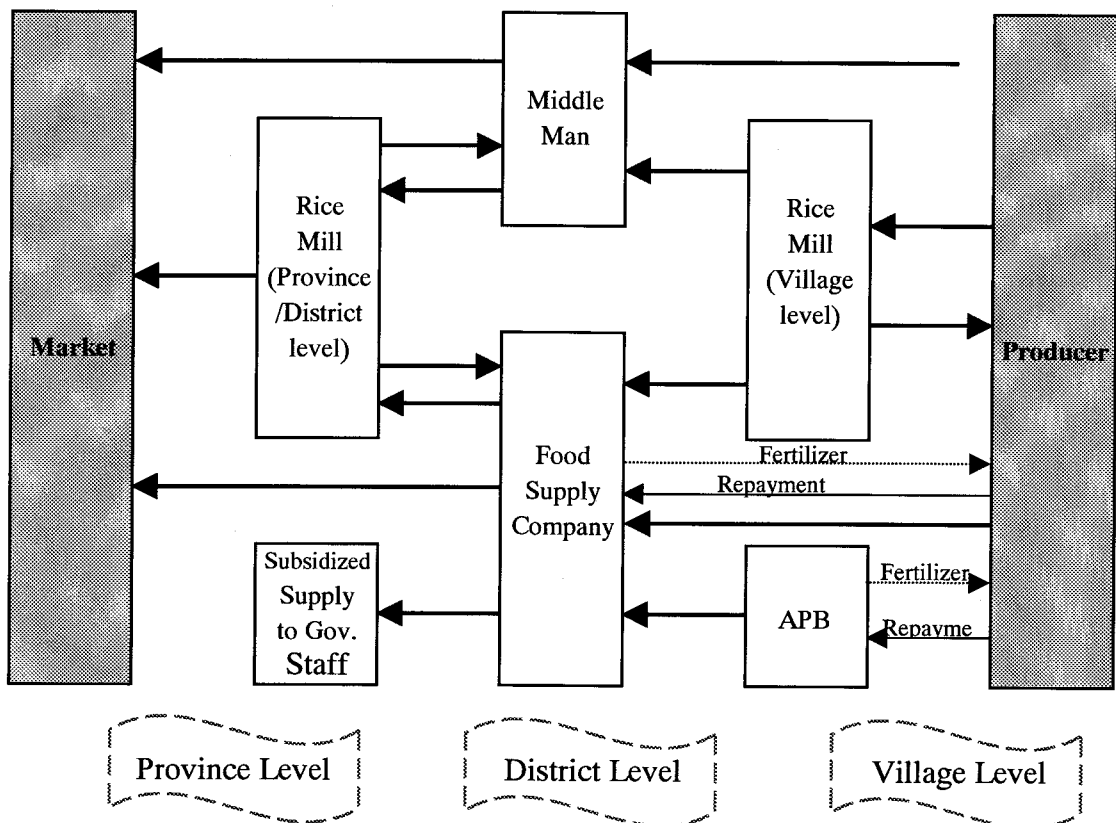 Middle
Man
Rice
Mill
(Province
/District
level)
Rice
Mill
(Village
level)
Market
Producer
Food
Supply
Company
Fertilizer
Repayment
Subsidized
Supply
to Gov.
Staff
APB
Fertilizer
Repayme
Province Level
District Level
Village Level